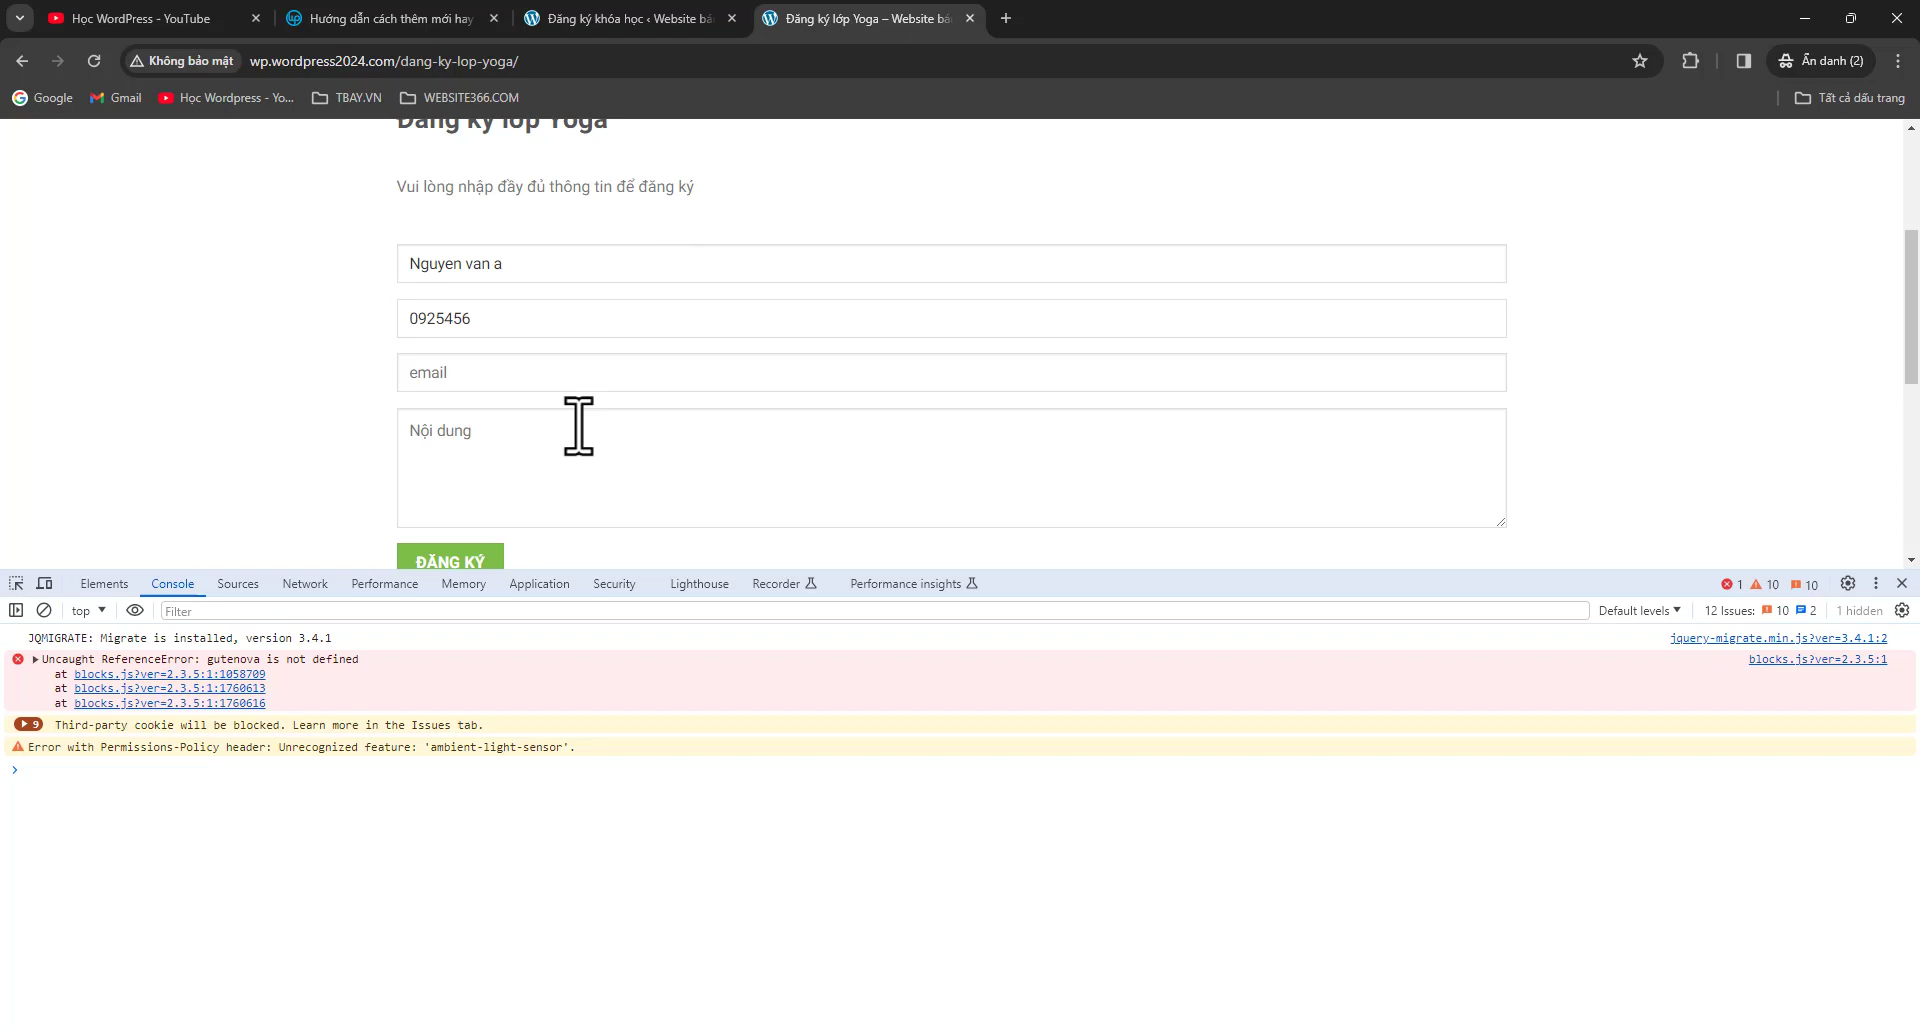 Học WordPress - YouTube
Hướng dẫn cách thêm mới hay
Đăng ký khóa học ‹ Website bá
Đăng ký lớp Yoga – Website bá
Không bảo mật
wp.wordpress2024.com/dang-ky-lop-yoga/
Ẩn danh (2)
Google
Gmail
Học Wordpress - Yo...
TBAY.VN
WEBSITE366.COM
Tất cả dấu trang
Đăng ký lớp Yoga
Vui lòng nhập đầy đủ thông tin để đăng ký
Nguyen van a
0925456
email
Nội dung
ĐĂNG KÝ
Elements
Console
Sources
Network
Performance
Memory
Application
Security
Lighthouse
Recorder
Performance insights
1
10
10
top
Filter
Default levels
12 Issues:
10
2
1 hidden
JQMIGRATE: Migrate is installed, version 3.4.1
jquery-migrate.min.js?ver=3.4.1:2
Uncaught ReferenceError: gutenova is not defined
blocks.js?ver=2.3.5:1
at blocks.js?ver=2.3.5:1:1058709
at blocks.js?ver=2.3.5:1:1760613
at blocks.js?ver=2.3.5:1:1760616
9
Third-party cookie will be blocked. Learn more in the Issues tab.
Error with Permissions-Policy header: Unrecognized feature: 'ambient-light-sensor'.